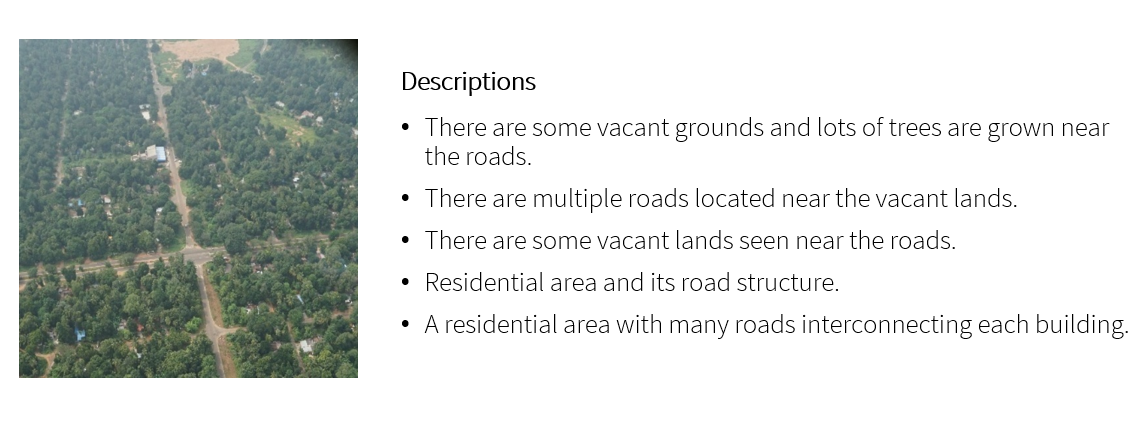 Descriptions
• There are some vacant grounds and lots of trees are grown near
the roads.
• There are multiple roads located near the vacant lands.
• There are some vacant lands seen near the roads.
• Residential area and its road structure.
• A residential area with many roads interconnecting each building.